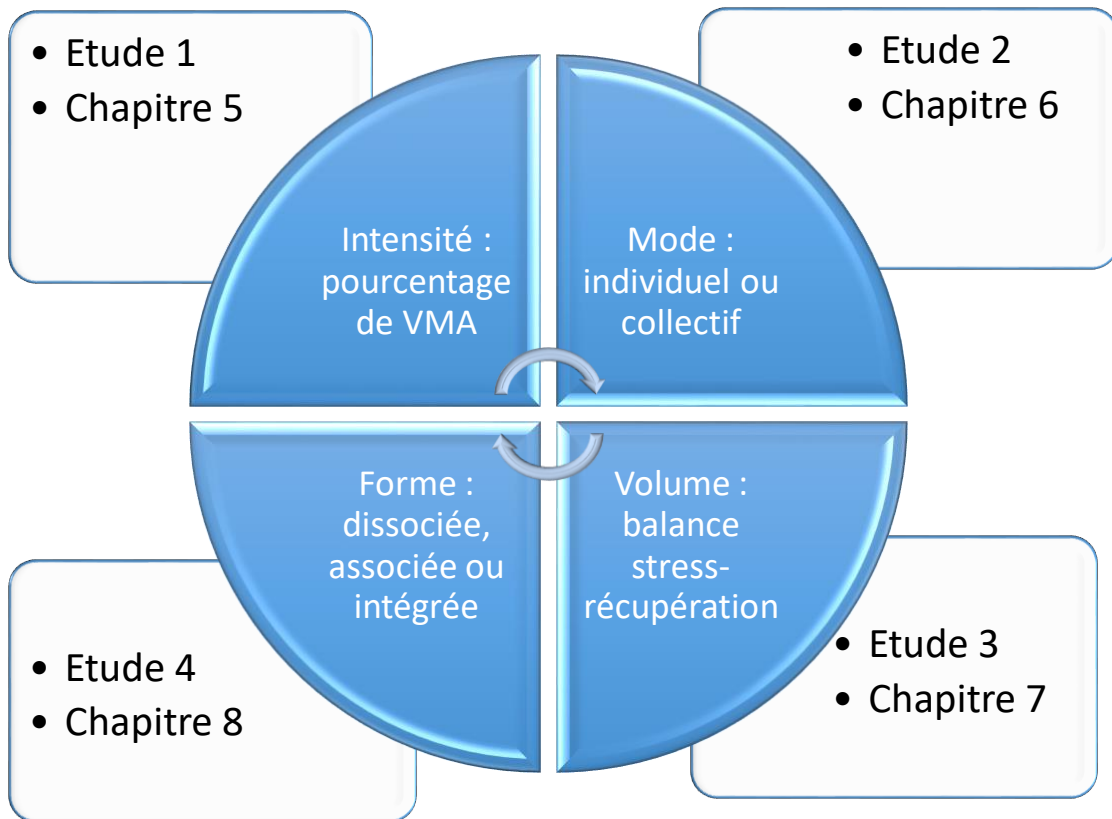 • Etude 1
• Chapitre 5
• Etude 2
• Chapitre 6
Intensité :
pourcentage
de VMA
Mode :
individuel ou
collectif
Forme :
dissociée,
associée ou
intégrée
Volume :
balance
stress-
récupération
• Etude 4
• Chapitre 8
• Etude 3
• Chapitre 7